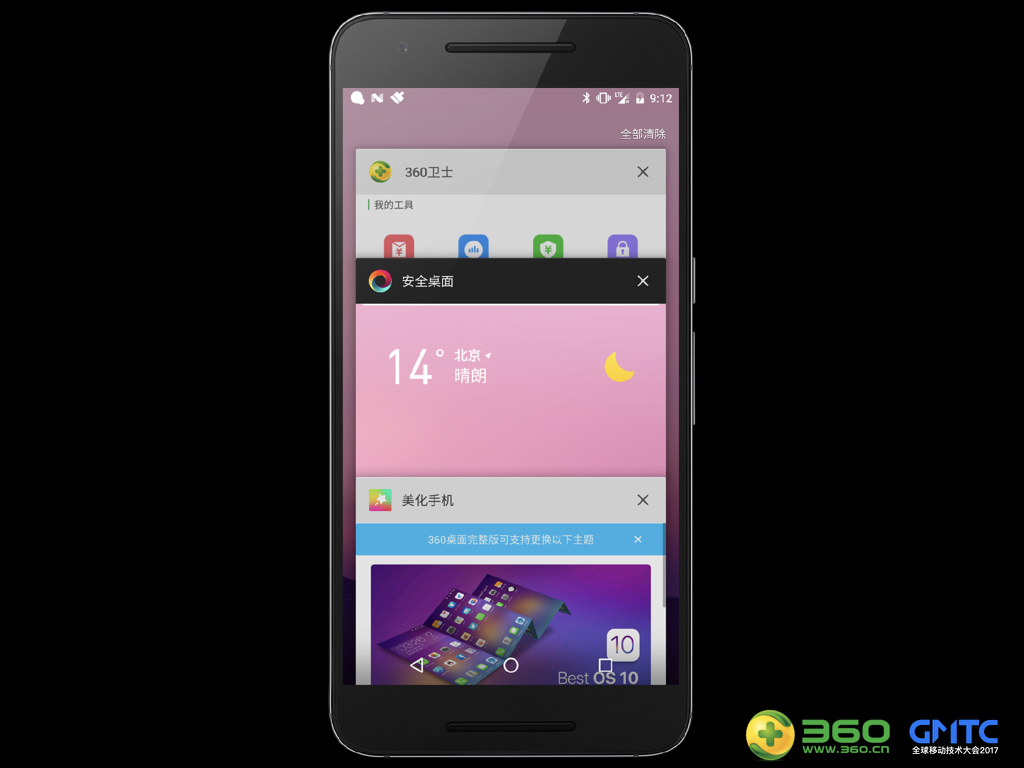 9:12
全部清除
360卫士
我的工具
安全桌面
14°
北京
晴朗
美化手机
360桌面完整版可支持更换以下主题
10
Best OS 10
360
www.360.cn
GMTC
全球移动技术大会2017